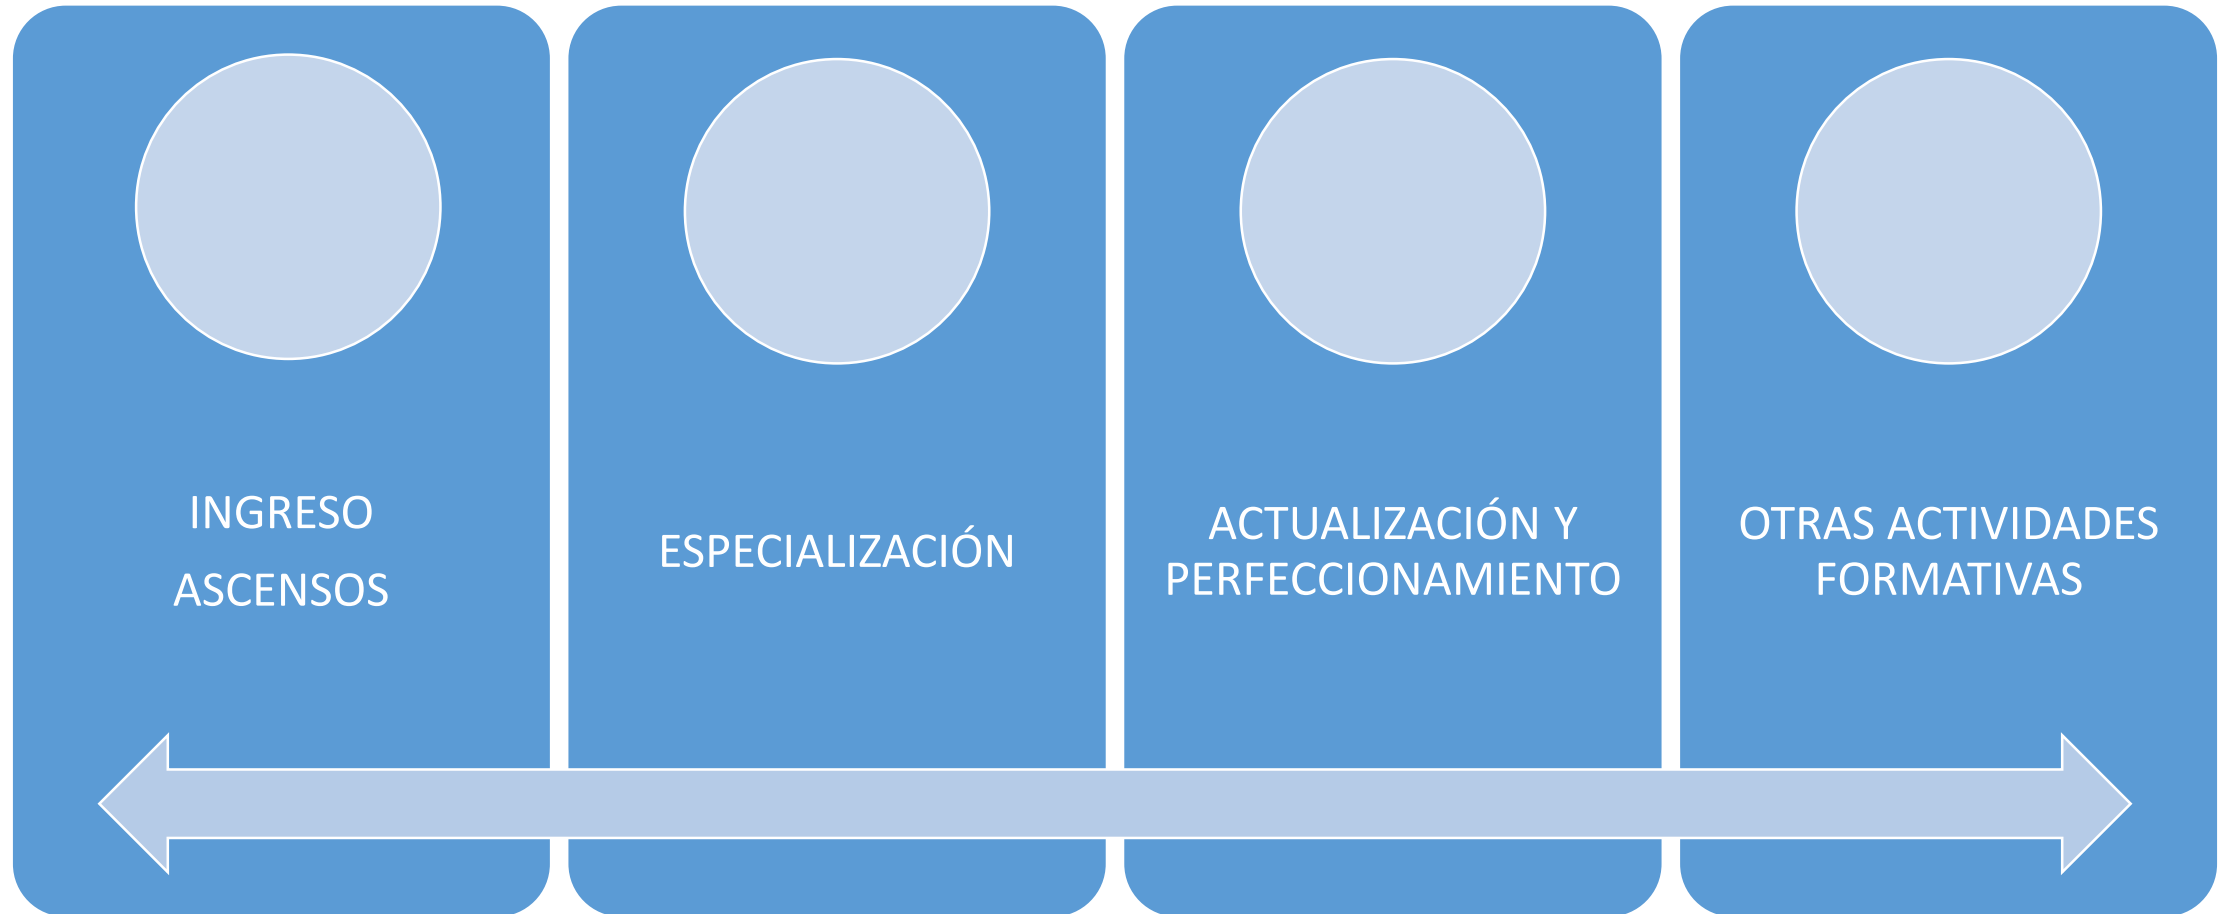 INGRESO
ASCENSOS
ESPECIALIZACIÓN
ACTUALIZACIÓN Y
PERFECCIONAMIENTO
OTRAS ACTIVIDADES
FORMATIVAS